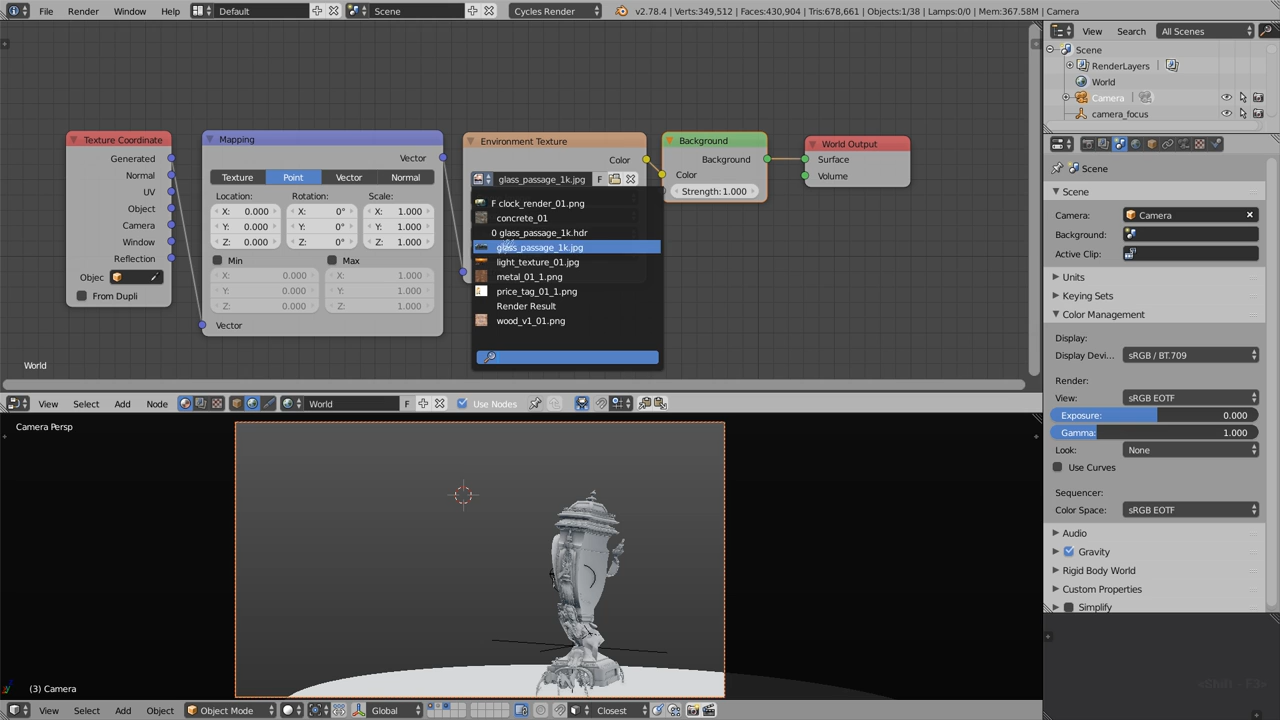 File Render Window Help Default Scene Cycles Render v2.78.4 | Verts:349,512 | Faces:430,904 | Tris:678,661 | Objects:1/38 | Lamps:0/0 | Mem:367.58M | Camera
View Search All Scenes
Scene
RenderLayers
World
Camera
camera_focus
Texture Coordinate
Generated
Normal
UV
Object
Camera
Window
Reflection
Objec
From Dupli
Mapping
Vector
Texture Point Vector Normal
Location: Rotation: Scale:
X: 0.000 X: 0° X: 1.000
Y: 0.000 Y: 0° Y: 1.000
Z: 0.000 Z: 0° Z: 1.000
Min Max
X: 0.000 X: 1.000
Y: 0.000 Y: 1.000
Z: 0.000 Z: 1.000
Vector
Environment Texture
Color
glass_passage_1k.jpg F
F clock_render_01.png
concrete_01
0 glass_passage_1k.hdr
glass_passage_1k.jpg
light_texture_01.jpg
metal_01_1.png
price_tag_01_1.png
Render Result
wood_v1_01.png
Background
Background
Color
Strength: 1.000
World Output
Surface
Volume
World
View Select Add Node World F Use Nodes
Scene
Scene
Camera: Camera
Background:
Active Clip:
Units
Keying Sets
Color Management
Display:
Display Devi... sRGB / BT.709
Render:
View: sRGB EOTF
Exposure: 0.000
Gamma: 1.000
Look: None
Use Curves
Sequencer:
Color Space: sRGB EOTF
Audio
Gravity
Rigid Body World
Custom Properties
Simplify
Camera Persp
(3) Camera
View Select Add Object Object Mode Global Closest